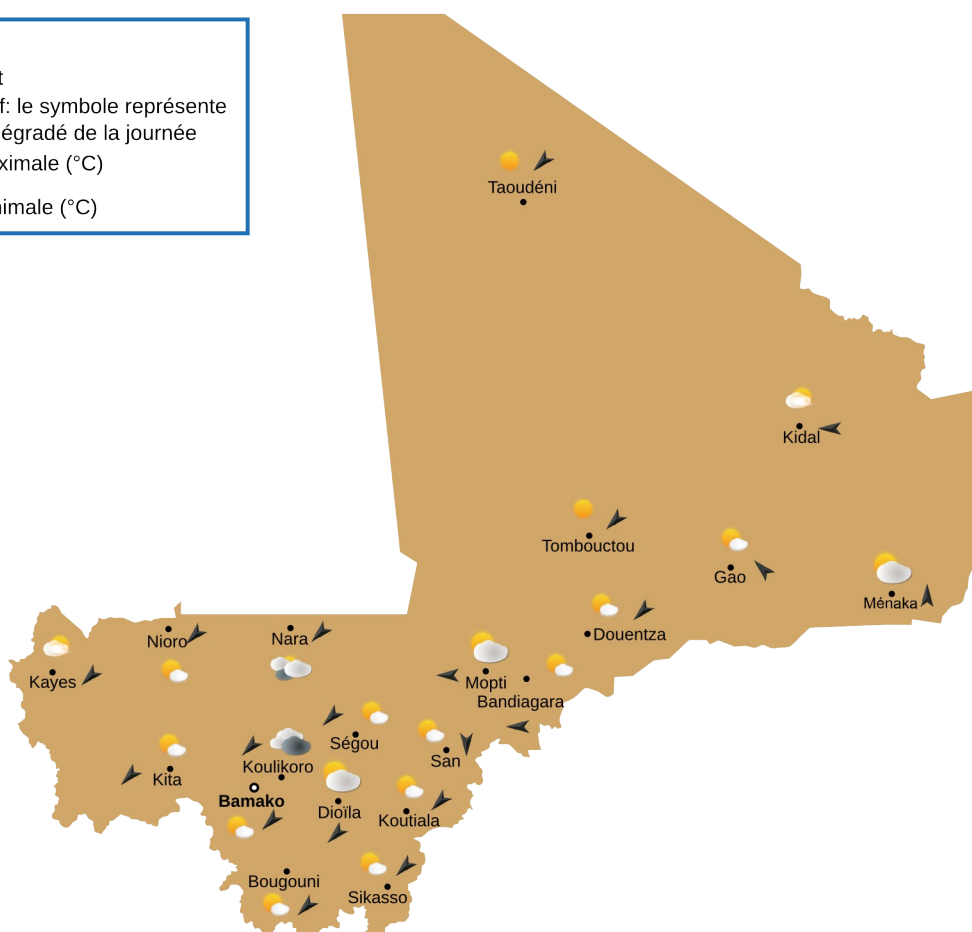 t
f: le symbole représente
égradé de la journée
ximale (°C)
nimale (°C)
Taoudéni
Kidal
Tombouctou
Gao
Ménaka
Douentza
Nioro
Nara
Kayes
Mopti
Bandiagara
Ségou
San
Koulikoro
Kita
Bamako
Dioïla
Koutiala
Bougouni
Sikasso